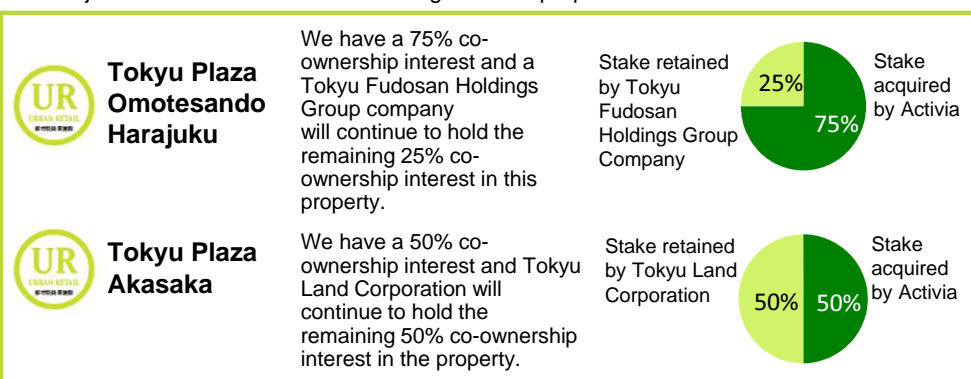 UR
URBAN RETAIL
Tokyu Plaza
Omotesando
Harajuku
We have a 75% co-
ownership interest and a
Tokyu Fudosan Holdings
Group company
will continue to hold the
remaining 25% co-
ownership interest in this
property.
Stake retained
by Tokyu
Fudosan
Holdings Group
Company
25%
75%
Stake
acquired
by Activia
UR
URBAN RETAIL
Tokyu Plaza
Akasaka
We have a 50% co-
ownership interest and Tokyu
Land Corporation will
continue to hold the
remaining 50% co-ownership
interest in the property.
Stake retained
by Tokyu Land
Corporation
50%
50%
Stake
acquired
by Activia